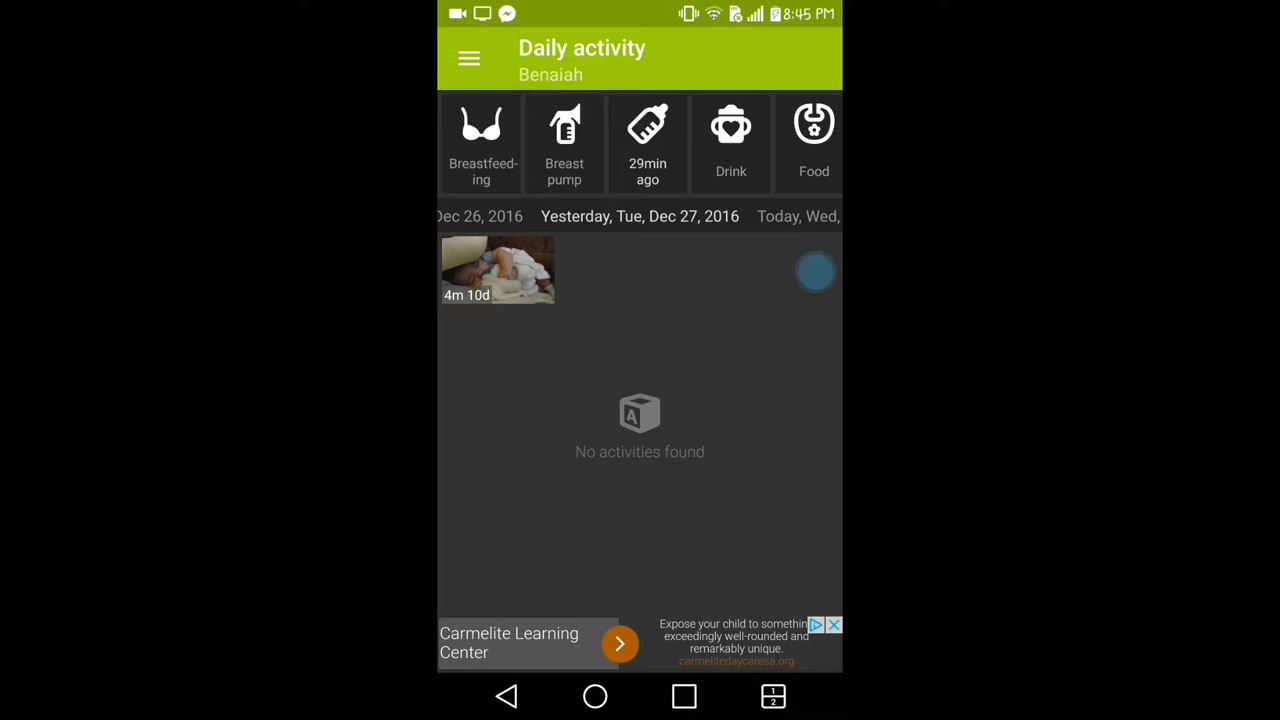 8:45 PM
Daily activity
Benaiah
Breastfeed-
ing
Breast
pump
29min
ago
Drink
Food
Dec 26, 2016
Yesterday, Tue, Dec 27, 2016
Today, Wed,
4m 10d
A
No activities found
Carmelite Learning
Center
Expose your child to somethin
exceedingly well-rounded and
remarkably unique.
carmelitedaycaresa.org
1
2